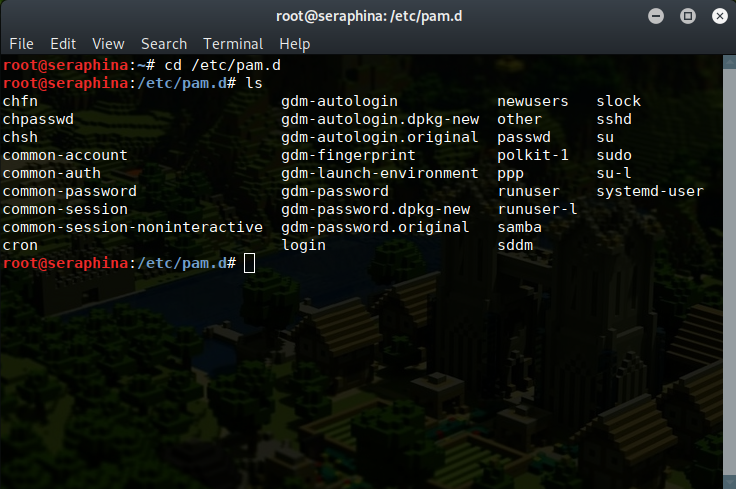 root@seraphina: /etc/pam.d
File Edit View Search Terminal Help
root@seraphina:~# cd /etc/pam.d
root@seraphina:/etc/pam.d# ls
chfn gdm-autologin newusers slock
chpasswd gdm-autologin.dpkg-new other sshd
chsh gdm-autologin.original passwd su
common-account gdm-fingerprint polkit-1 sudo
common-auth gdm-launch-environment ppp su-l
common-password gdm-password runuser systemd-user
common-session gdm-password.dpkg-new runuser-l
common-session-noninteractive gdm-password.original samba
cron login sddm
root@seraphina:/etc/pam.d#